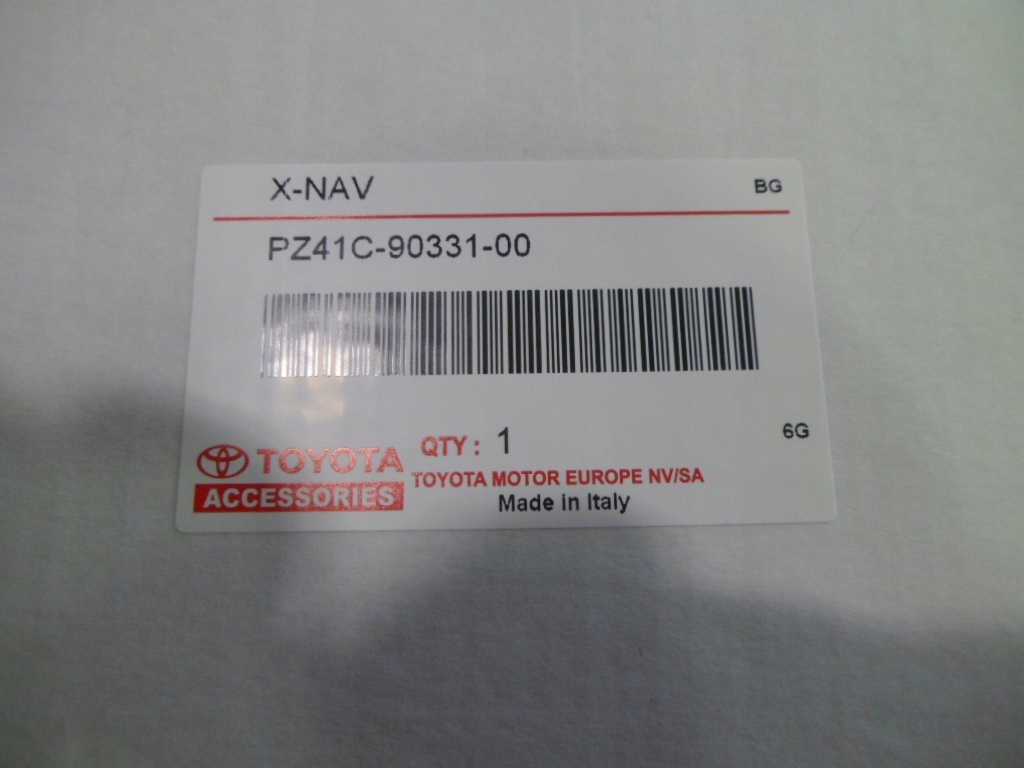 X-NAV BG
PZ41C-90331-00
QTY : 1 6G
TOYOTA
TOYOTA MOTOR EUROPE NV/SA
ACCESSORIES
Made in Italy